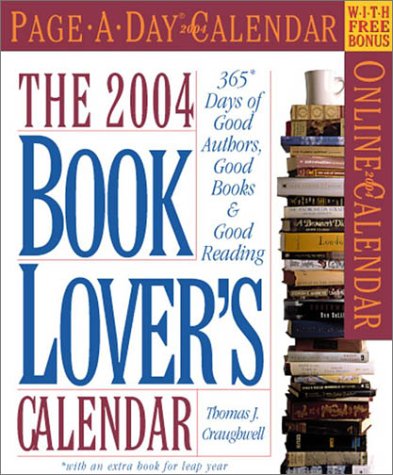 PAGE·A·DAY® 2004 CALENDAR
W·I·T·H
FREE
BONUS
ONLINE 2004 CALENDAR
THE 2004
BOOK
LOVER'S
CALENDAR
365*
Days of
Good
Authors,
Good
Books
&
Good
Reading
Thomas J.
Craughwell
*with an extra book for leap year